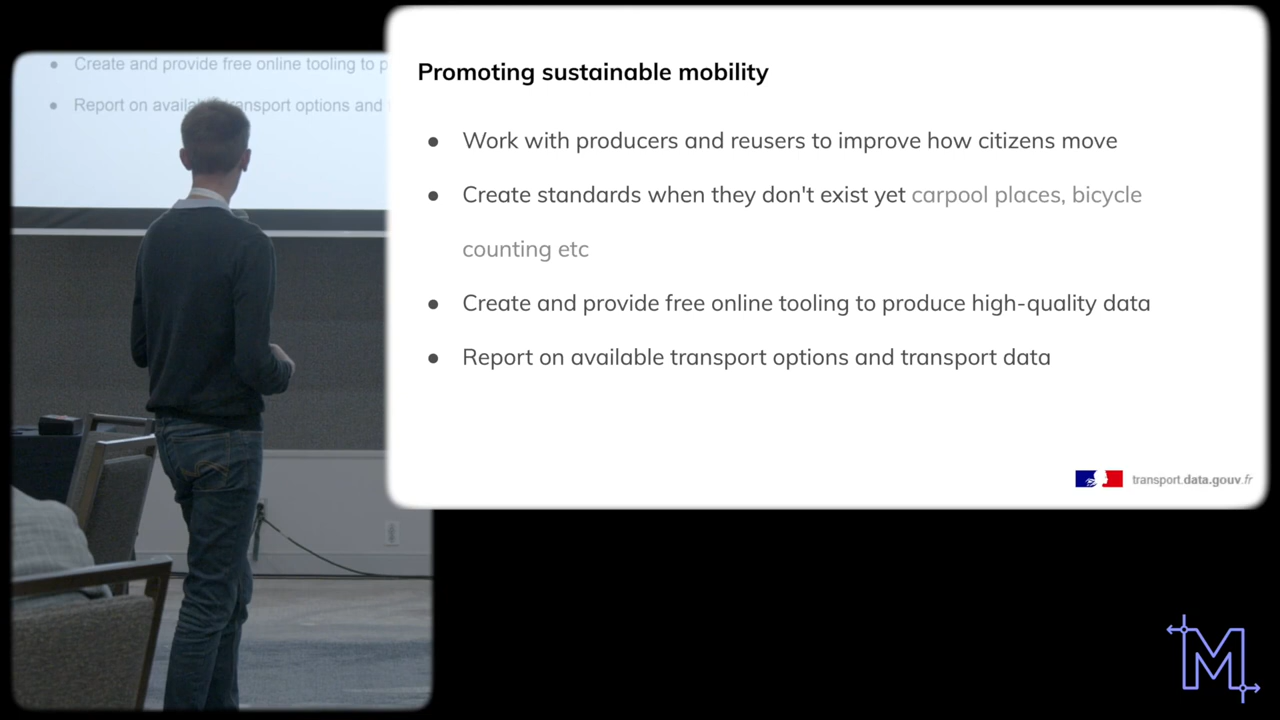 Promoting sustainable mobility
● Work with producers and reusers to improve how citizens move
● Create standards when they don't exist yet carpool places, bicycle
counting etc
● Create and provide free online tooling to produce high-quality data
● Report on available transport options and transport data
transport.data.gouv.fr
● Create and provide free online tooling to p
● Report on availa ransport options and
M